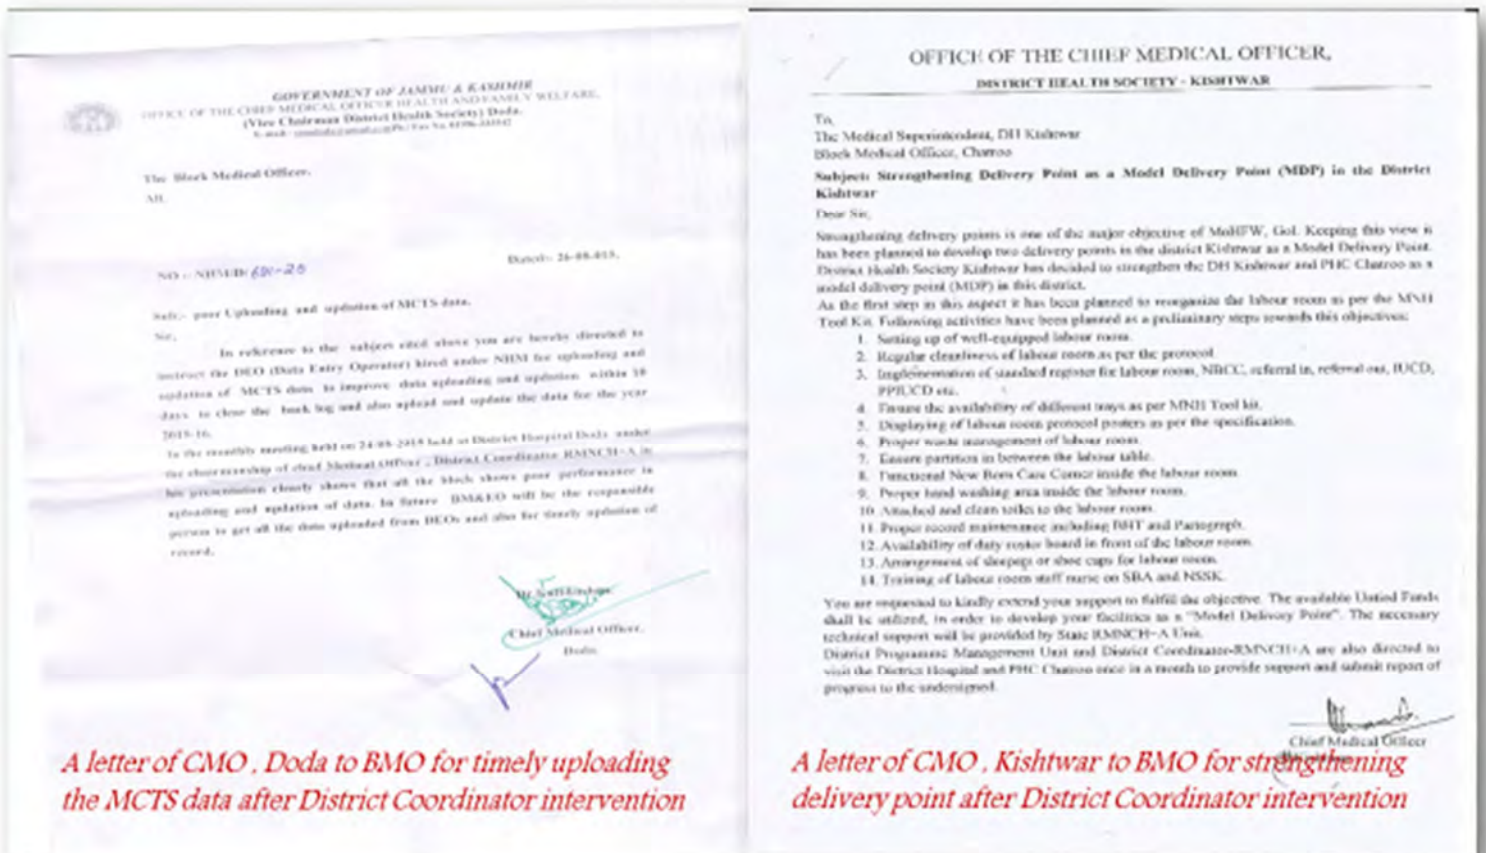 GOVERNMENT OF JAMMU & KASHMIR
OFFICE OF THE CHIEF MEDICAL OFFICER HEALTH AND FAMILY WELFARE,
(Vice Chairman District Health Society) Doda.
The Block Medical Officer,
All.
Dated:- 26-08-015.
Sub:- poor Uploading and updation of MCTS data.
Sir,
In reference to the subject cited above you are hereby directed to
instruct the DEO (Data Entry Operator) hired under NHM for uploading and
updation of MCTS data to improve data uploading and updation within 10
days to clear the back log and also upload and update the data for the year
2015-16.
In the monthly meeting held on 24-08-2015 held at District Hospital Doda under
the chairmanship of chief Medical Officer , District Coordinator RMNCH+A in
his presentation clearly shows that all the block shows poor performance in
uploading and updation of data. In future BM&EO will be the responsible
person to get all the data uploaded from DEOs and also for timely updation of
record.
Chief Medical Officer,
Doda
A letter of CMO , Doda to BMO for timely uploading
the MCTS data after District Coordinator intervention
OFFICE OF THE CHIEF MEDICAL OFFICER,
DISTRICT HEALTH SOCIETY - KISHTWAR
To,
The Medical Superintendent, DH Kishtwar
Block Medical Officer, Chatroo
Subject: Strengthening Delivery Point as a Model Delivery Point (MDP) in the District
Kishtwar
Dear Sir,
Strengthening delivery points is one of the major objective of MoHFW, GoI. Keeping this view is
has been planned to develop two delivery points in the district Kishtwar as a Model Delivery Point.
District Health Society Kishtwar has decided to strengthen the DH Kishtwar and PHC Chatroo as a
model delivery point (MDP) in this district.
As the first step in this aspect it has been planned to reorganize the labour room as per the MNH
Tool Kit. Following activities have been planned as a preliminary steps towards this objectives:
1. Setting up of well-equipped labour room.
2. Regular cleanliness of labour room as per the protocol.
3. Implementation of standard register for labour room, NBCC, referral in, referral out, IUCD,
PPIUCD etc.
4. Ensure the availability of different trays as per MNH Tool kit.
5. Displaying of labour room protocol posters as per the specification.
6. Proper waste management of labour room.
7. Ensure partition in between the labour table.
8. Functional New Born Care Corner inside the labour room.
9. Proper hand washing area inside the labour room.
10. Attached and clean toilet to the labour room.
11. Proper record maintenance including BHT and Partograph.
12. Availability of duty roster board in front of the labour room.
13. Arrangement of sleepers or shoe caps for labour room.
14. Training of labour room staff nurse on SBA and NSSK.
You are requested to kindly extend your support to fulfill the objective. The available Untied Funds
shall be utilized, in order to develop your facilities as a "Model Delivery Point". The necessary
technical support will be provided by State RMNCH+A Unit.
District Programme Management Unit and District Coordinator-RMNCH+A are also directed to
visit the District Hospital and PHC Chatroo once in a month to provide support and submit report of
progress to the undersigned.
Chief Medical Officer
A letter of CMO , Kishtwar to BMO for strengthening
delivery point after District Coordinator intervention